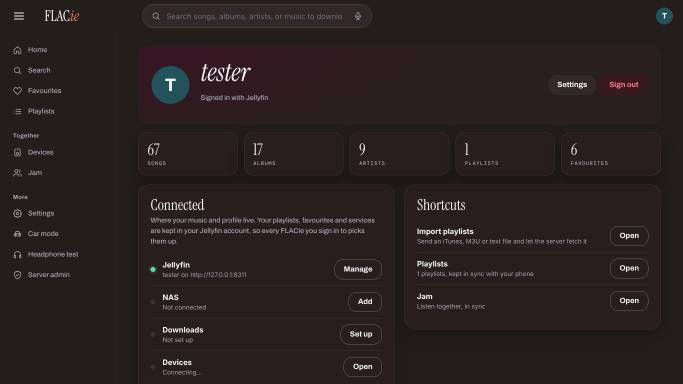 FLACie
Search songs, albums, artists, or music to downlo
T
Home
Search
Favourites
Playlists
Together
Devices
Jam
More
Settings
Car mode
Headphone test
Server admin
T
tester
Signed in with Jellyfin
Settings
Sign out
67
SONGS
17
ALBUMS
9
ARTISTS
1
PLAYLISTS
6
FAVOURITES
Connected
Where your music and profile live. Your playlists, favourites and services
are kept in your Jellyfin account, so every FLACie you sign in to picks
them up.
Jellyfin
tester on http://127.0.0.1:8311
Manage
NAS
Not connected
Add
Downloads
Not set up
Set up
Devices
Connecting...
Open
Shortcuts
Import playlists
Send an iTunes, M3U or text file and let the server fetch it
Open
Playlists
1 playlists, kept in sync with your phone
Open
Jam
Listen together, in sync
Open